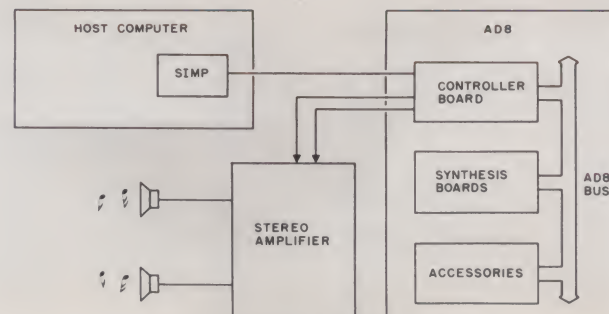 HOST COMPUTER
SIMP
AD8
CONTROLLER
BOARD
SYNTHESIS
BOARDS
AD8
BUS
STEREO
AMPLIFIER
ACCESSORIES